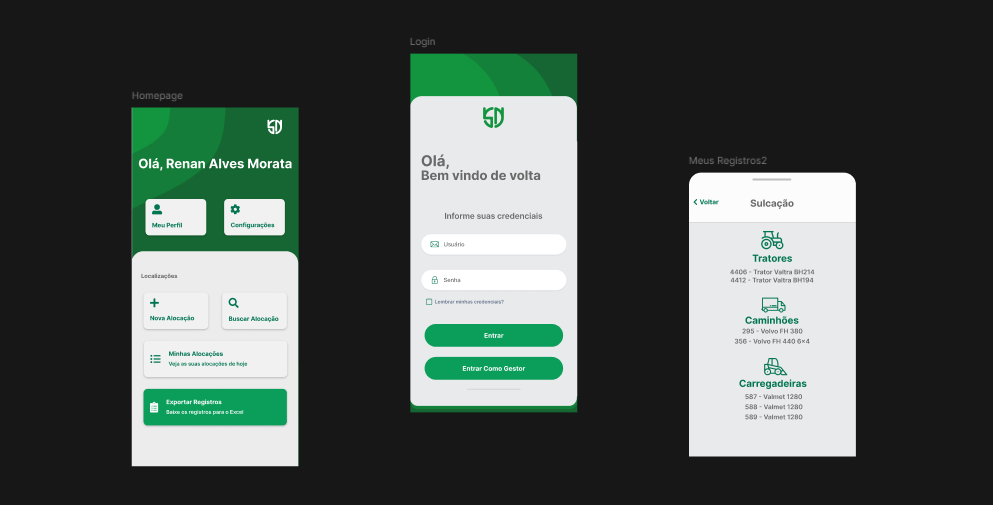 Homepage
Olá, Renan Alves Morata
Meu Perfil
Configurações
Localizações
Nova Alocação
Buscar Alocação
Minhas Alocações
Veja as suas alocações de hoje
Exportar Registros
Baixe os registros para o Excel
Login
Olá,
Bem vindo de volta
Informe suas credenciais
Usuário
Senha
Lembrar minhas credenciais?
Entrar
Entrar Como Gestor
Meus Registros2
Voltar
Sulcação
Tratores
4406 - Trator Valtra BH214
4412 - Trator Valtra BH194
Caminhões
295 - Volvo FH 380
356 - Volvo FH 440 6x4
Carregadeiras
587 - Valmet 1280
588 - Valmet 1280
589 - Valmet 1280